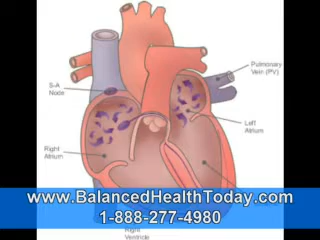 Pulmonary
Vein (PV)
S-A
Node
Left
Atrium
Right
Atrium
www.BalancedHealthToday.com
1-888-277-4980
Right
Ventricle